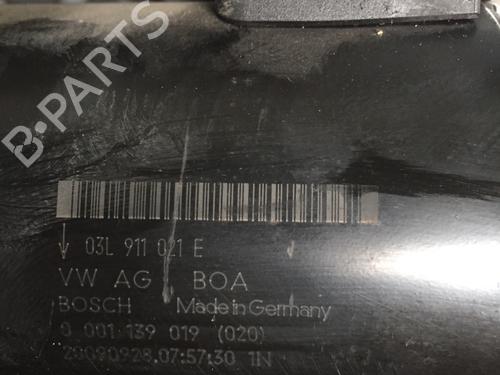 B-PARTS
03L 911 021 E
VW AG BOA
BOSCH Made in Germany
0 001 139 019 (020)
20090928.07:57:30 1N